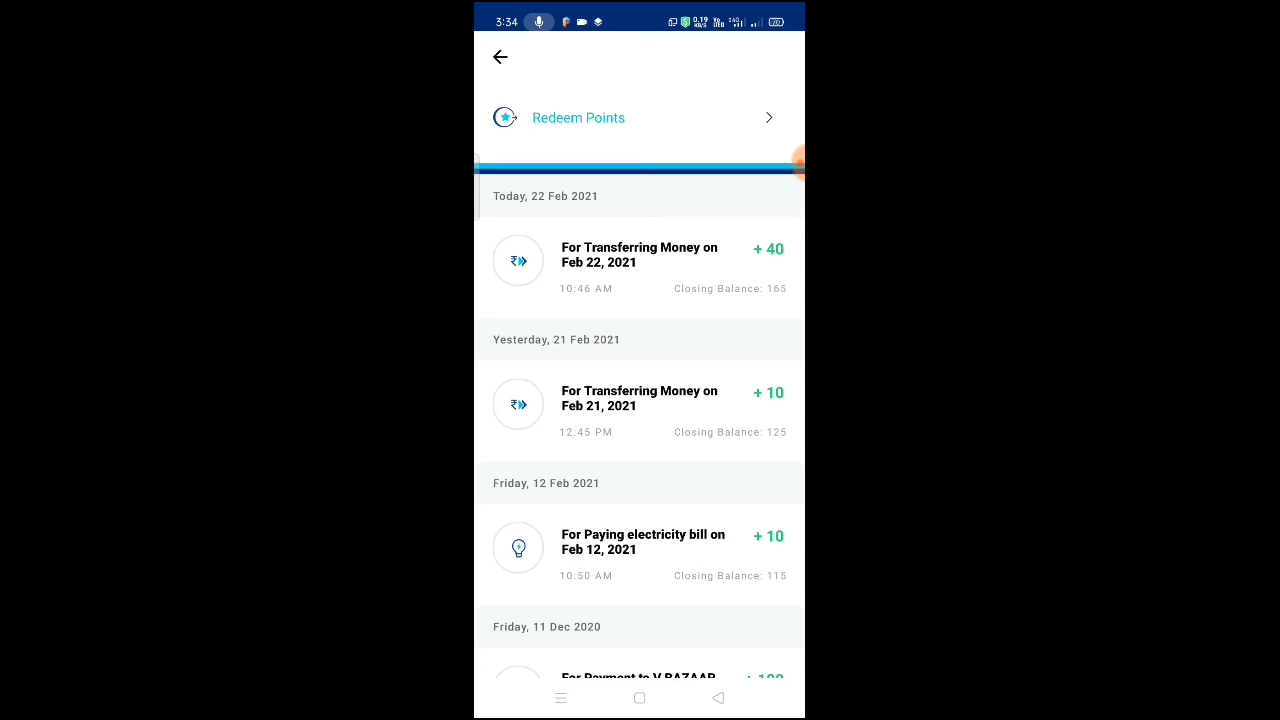 3:34
0.19
KB/S
Redeem Points
Today, 22 Feb 2021
For Transferring Money on
Feb 22, 2021
+ 40
10:46 AM
Closing Balance: 165
Yesterday, 21 Feb 2021
For Transferring Money on
Feb 21, 2021
+ 10
12:45 PM
Closing Balance: 125
Friday, 12 Feb 2021
For Paying electricity bill on
Feb 12, 2021
+ 10
10:50 AM
Closing Balance: 115
Friday, 11 Dec 2020
For Payment to V BAZAAR
+ 100